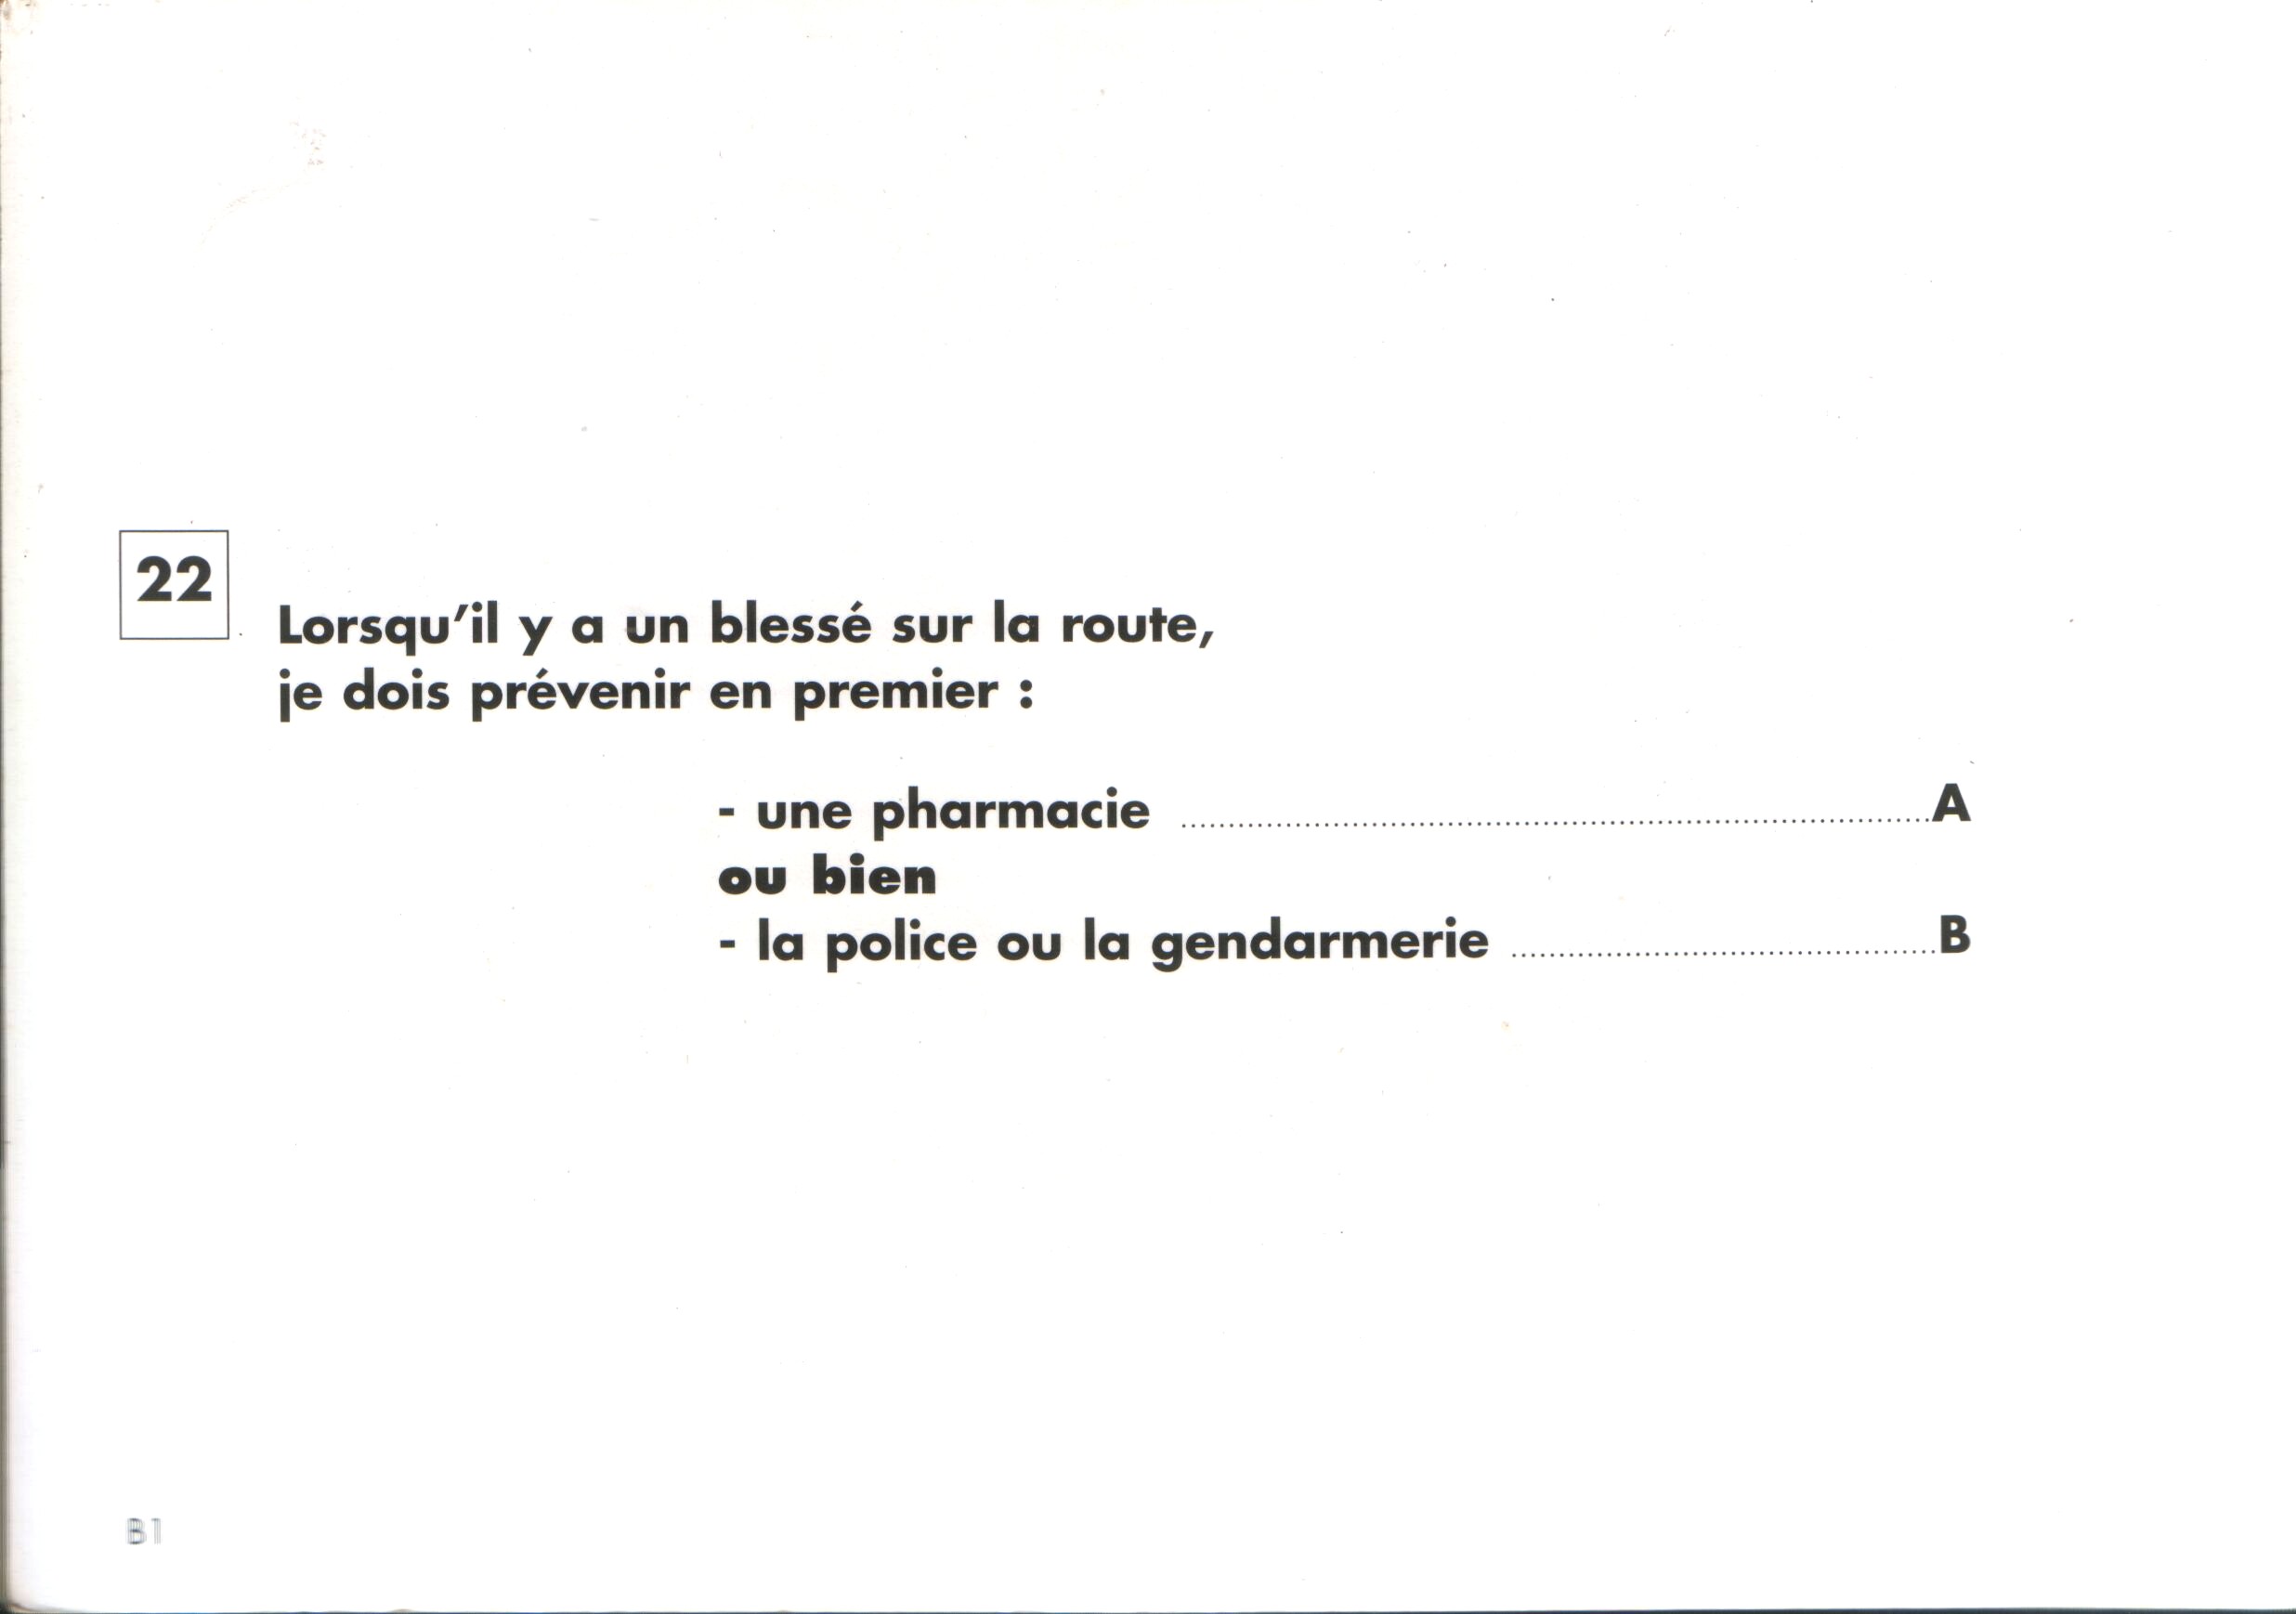 22
Lorsqu'il y a un blessé sur la route,
je dois prévenir en premier :
- une pharmacie ........................................ A
ou bien
- la police ou la gendarmerie ........................................ B
B1